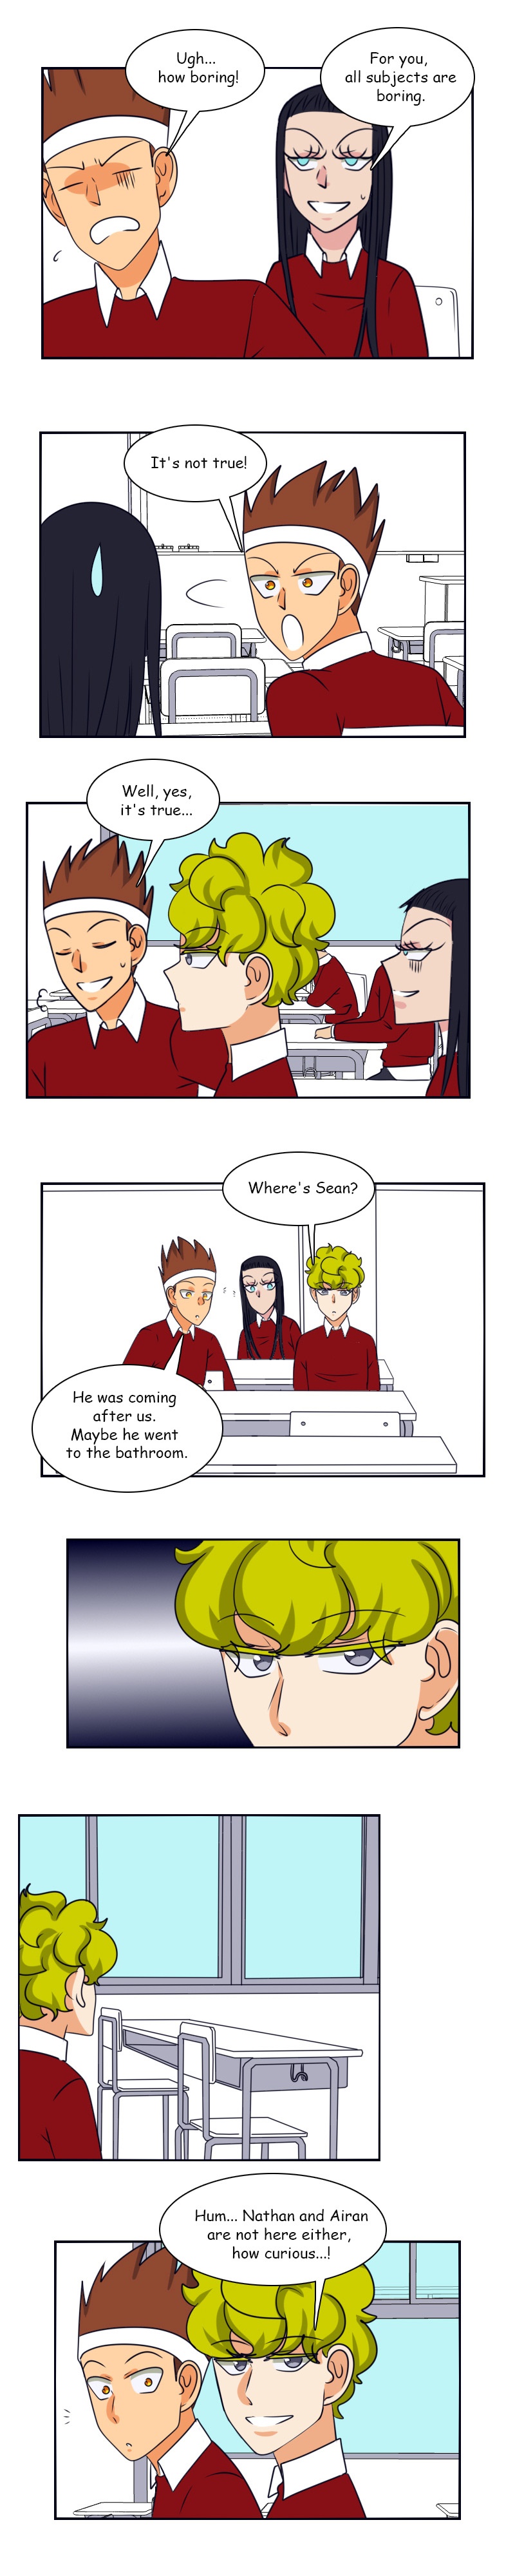 Ugh...
how boring!
For you,
all subjects are
boring.
It's not true!
Well, yes,
it's true...
Where's Sean?
He was coming
after us.
Maybe he went
to the bathroom.
Hum... Nathan and Airan
are not here either,
how curious...!